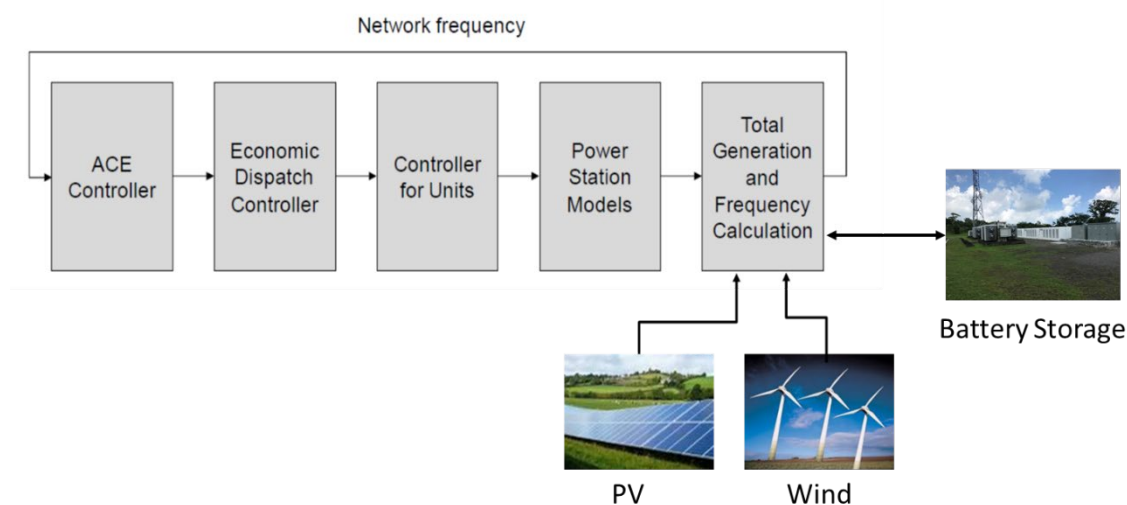 Network frequency
ACE
Controller
Economic
Dispatch
Controller
Controller
for Units
Power
Station
Models
Total
Generation
and
Frequency
Calculation
Battery Storage
PV
Wind